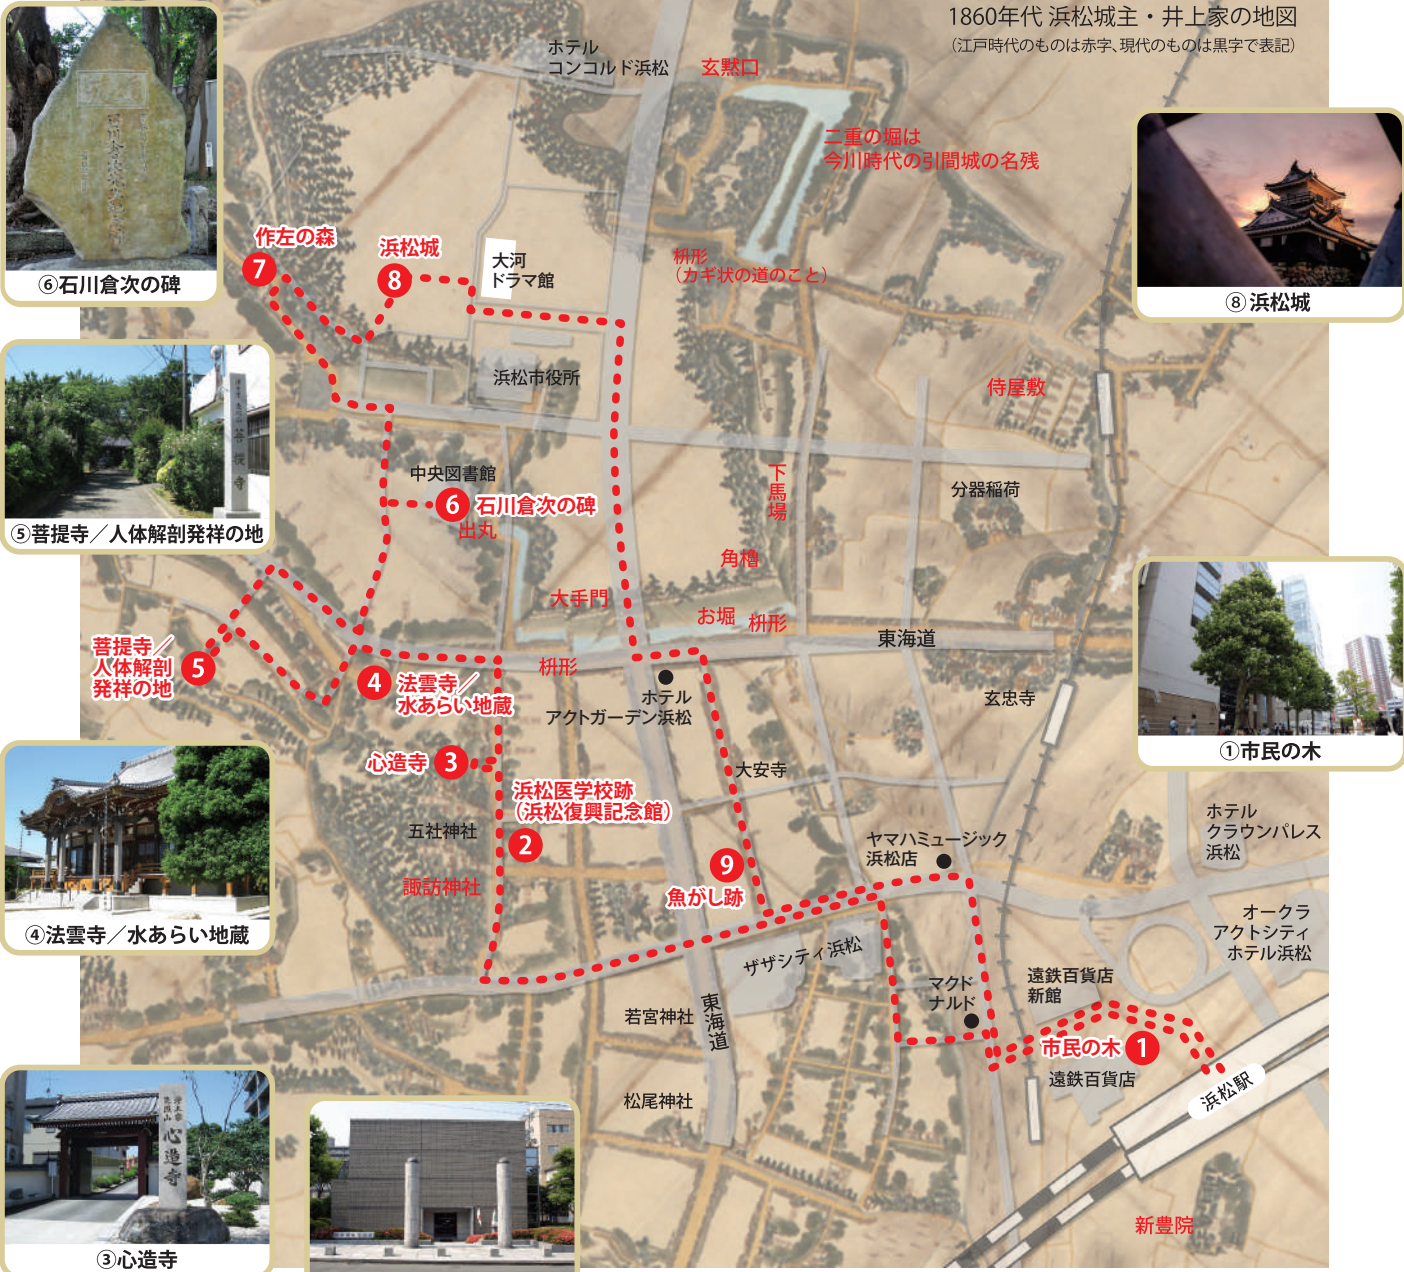 1860年代 浜松城主・井上家の地図
（江戸時代のものは赤字、現代のものは黒字で表記）
ホテル
コンコルド浜松
玄黙口
二重の堀は
今川時代の引間城の名残
⑥石川倉次の碑
作左の森
7
浜松城
8
大河
ドラマ館
枡形
（カギ状の道のこと）
⑧浜松城
浜松市役所
侍屋敷
菩提寺
⑤菩提寺／人体解剖発祥の地
中央図書館
6
石川倉次の碑
出丸
下馬場
分器稲荷
角櫓
大手門
お堀
枡形
東海道
菩提寺／
人体解剖
発祥の地
5
4
法雲寺／
水あらい地蔵
枡形
ホテル
アクトガーデン浜松
玄忠寺
①市民の木
心造寺
3
大安寺
浜松医学校跡
（浜松復興記念館）
2
五社神社
諏訪神社
ヤマハミュージック
浜松店
ホテル
クラウンパレス
浜松
9
魚がし跡
④法雲寺／水あらい地蔵
ザザシティ浜松
オークラ
アクトシティ
ホテル浜松
マクド
ナルド
遠鉄百貨店
新館
若宮神社
東海道
市民の木
1
遠鉄百貨店
浜松駅
松尾神社
心造寺
③心造寺
新豊院